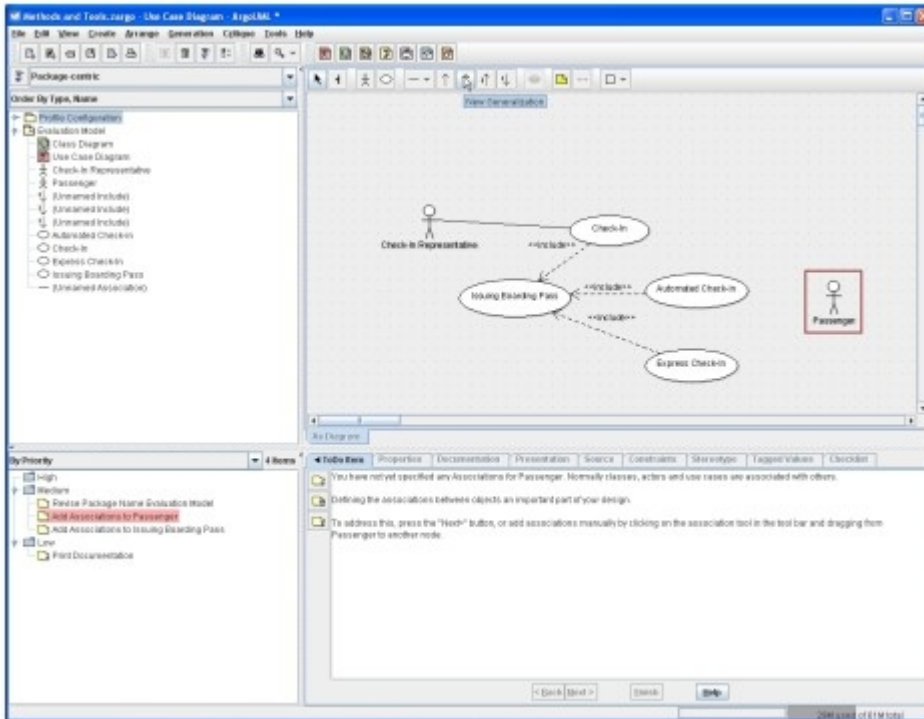 Methods and Tools.zargo - Use Case Diagram - ArgoUML *
File Edit View Create Arrange Generation Critique Tools Help
Package-centric
Order By Type, Name
Profile Configuration
Evaluation Model
Class Diagram
Use Case Diagram
Check-In Representative
Passenger
(Unnamed Include)
(Unnamed Include)
(Unnamed Include)
Automated Check-in
Check-In
Express Check-In
Issuing Boarding Pass
(Unnamed Association)
New Generalization
Check-In Representative
Check-In
<<include>>
Issuing Boarding Pass
<<include>>
Automated Check-in
<<include>>
Express Check-In
Passenger
As Diagram
By Priority
4 Items
High
Medium
Revise Package Name Evaluation Model
Add Associations to Passenger
Add Associations to Issuing Boarding Pass
Low
Print Documentation
ToDo Item Properties Documentation Presentation Source Constraints Stereotype Tagged Values Checklist
You have not yet specified any Associations for Passenger. Normally classes, actors and use cases are associated with others.
Defining the associations between objects an important part of your design.
To address this, press the "Next>" button, or add associations manually by clicking on the association tool in the tool bar and dragging from
Passenger to another node.
< Back Next > Finish Help